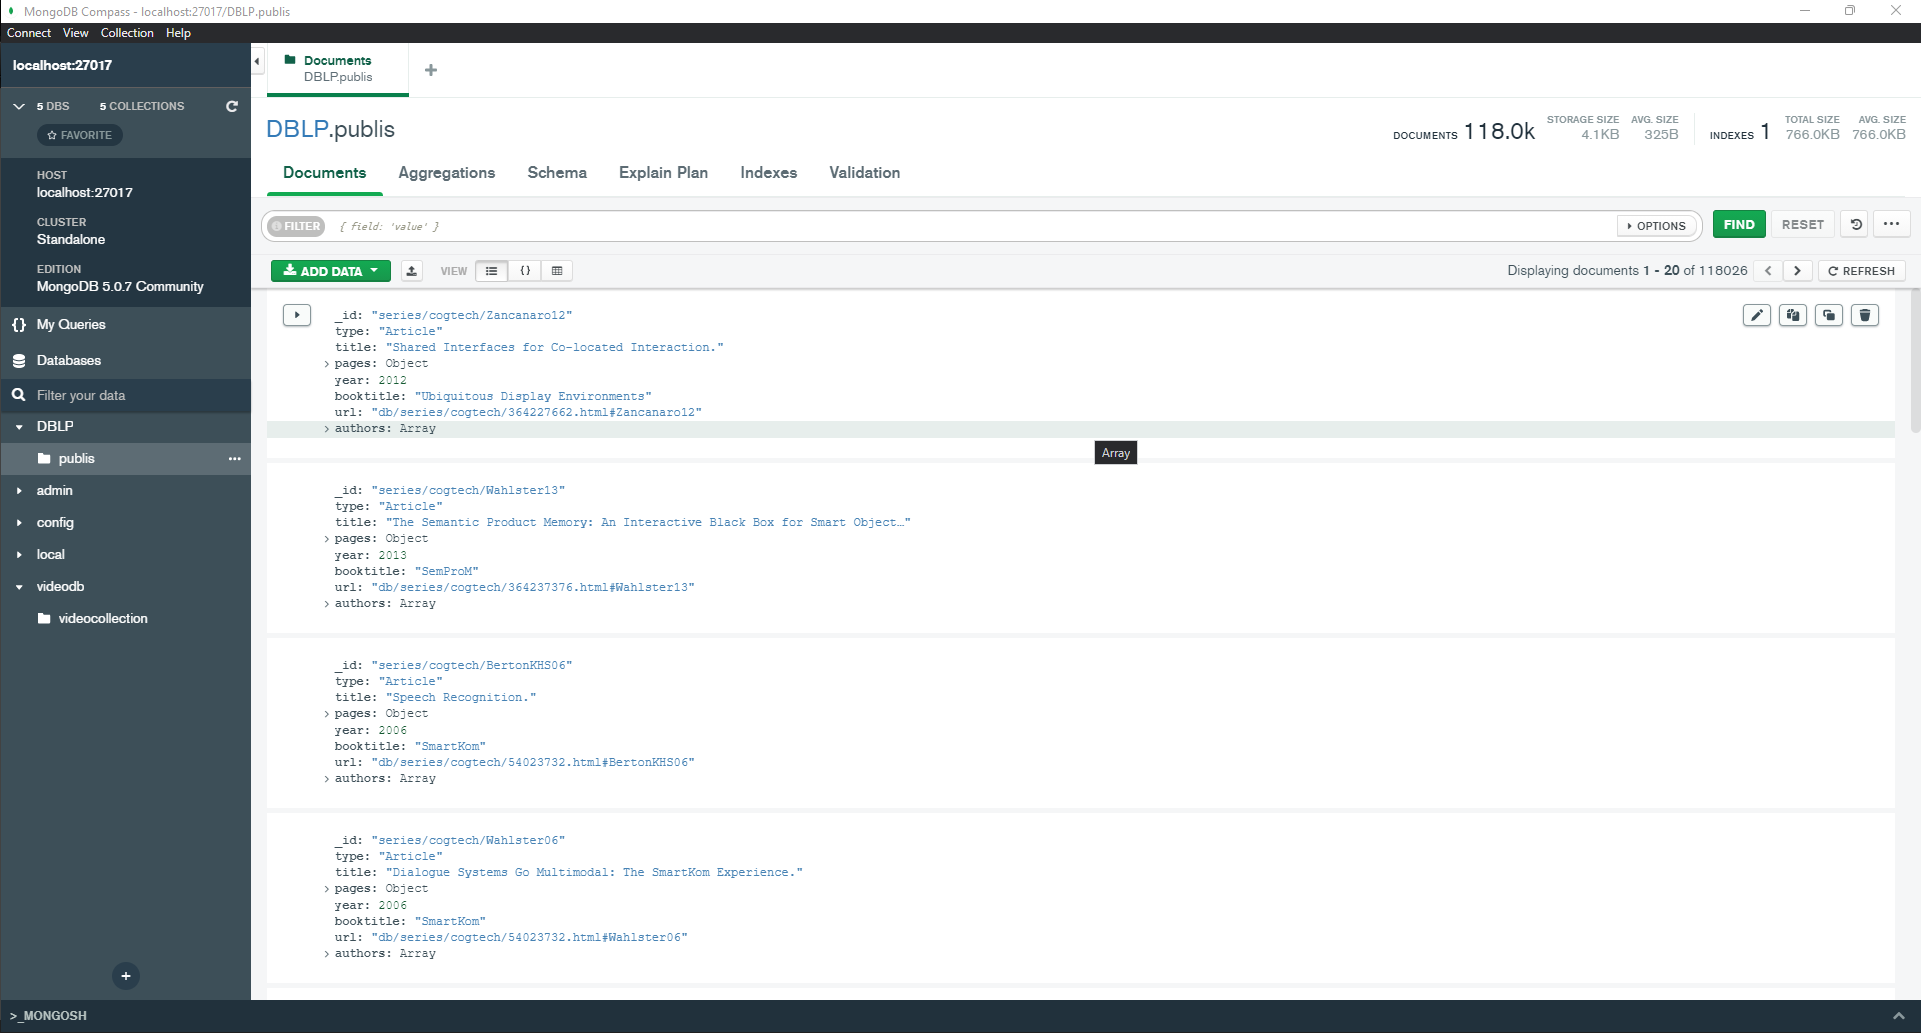 MongoDB Compass - localhost:27017/DBLP.publis
Connect View Collection Help
localhost:27017
5 DBS 5 COLLECTIONS
FAVORITE
HOST
localhost:27017
CLUSTER
Standalone
EDITION
MongoDB 5.0.7 Community
{} My Queries
Databases
Filter your data
DBLP
publis
admin
config
local
videodb
videocollection
Documents
DBLP.publis
DBLP.publis
DOCUMENTS 118.0k
STORAGE SIZE
4.1KB
AVG. SIZE
325B
INDEXES 1
TOTAL SIZE
766.0KB
AVG. SIZE
766.0KB
Documents Aggregations Schema Explain Plan Indexes Validation
FILTER { field: 'value' } OPTIONS FIND RESET
ADD DATA VIEW {} Displaying documents 1 - 20 of 118026 REFRESH
_id: "series/cogtech/Zancanaro12"
type: "Article"
title: "Shared Interfaces for Co-located Interaction."
pages: Object
year: 2012
booktitle: "Ubiquitous Display Environments"
url: "db/series/cogtech/364227662.html#Zancanaro12"
authors: Array
Array
_id: "series/cogtech/Wahlster13"
type: "Article"
title: "The Semantic Product Memory: An Interactive Black Box for Smart Object…"
pages: Object
year: 2013
booktitle: "SemProM"
url: "db/series/cogtech/364237376.html#Wahlster13"
authors: Array
_id: "series/cogtech/BertonKHS06"
type: "Article"
title: "Speech Recognition."
pages: Object
year: 2006
booktitle: "SmartKom"
url: "db/series/cogtech/54023732.html#BertonKHS06"
authors: Array
_id: "series/cogtech/Wahlster06"
type: "Article"
title: "Dialogue Systems Go Multimodal: The SmartKom Experience."
pages: Object
year: 2006
booktitle: "SmartKom"
url: "db/series/cogtech/54023732.html#Wahlster06"
authors: Array
>_MONGOSH